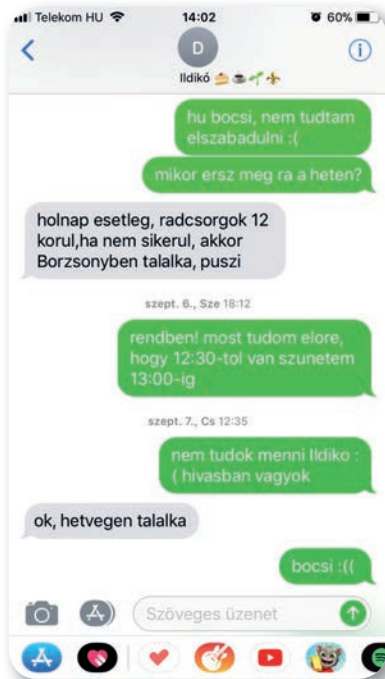 Telekom HU 14:02 60%
D
Ildikó
hu bocsi, nem tudtam
elszabadulni :(
mikor ersz meg ra a heten?
holnap esetleg, radcsorgok 12
korul,ha nem sikerul, akkor
Borzsonyben talalka, puszi
szept. 6., Sze 18:12
rendben! most tudom elore,
hogy 12:30-tol van szunetem
13:00-ig
szept. 7., Cs 12:35
nem tudok menni Ildiko :
( hivasban vagyok
ok, hetvegen talalka
bocsi :((
Szöveges üzenet